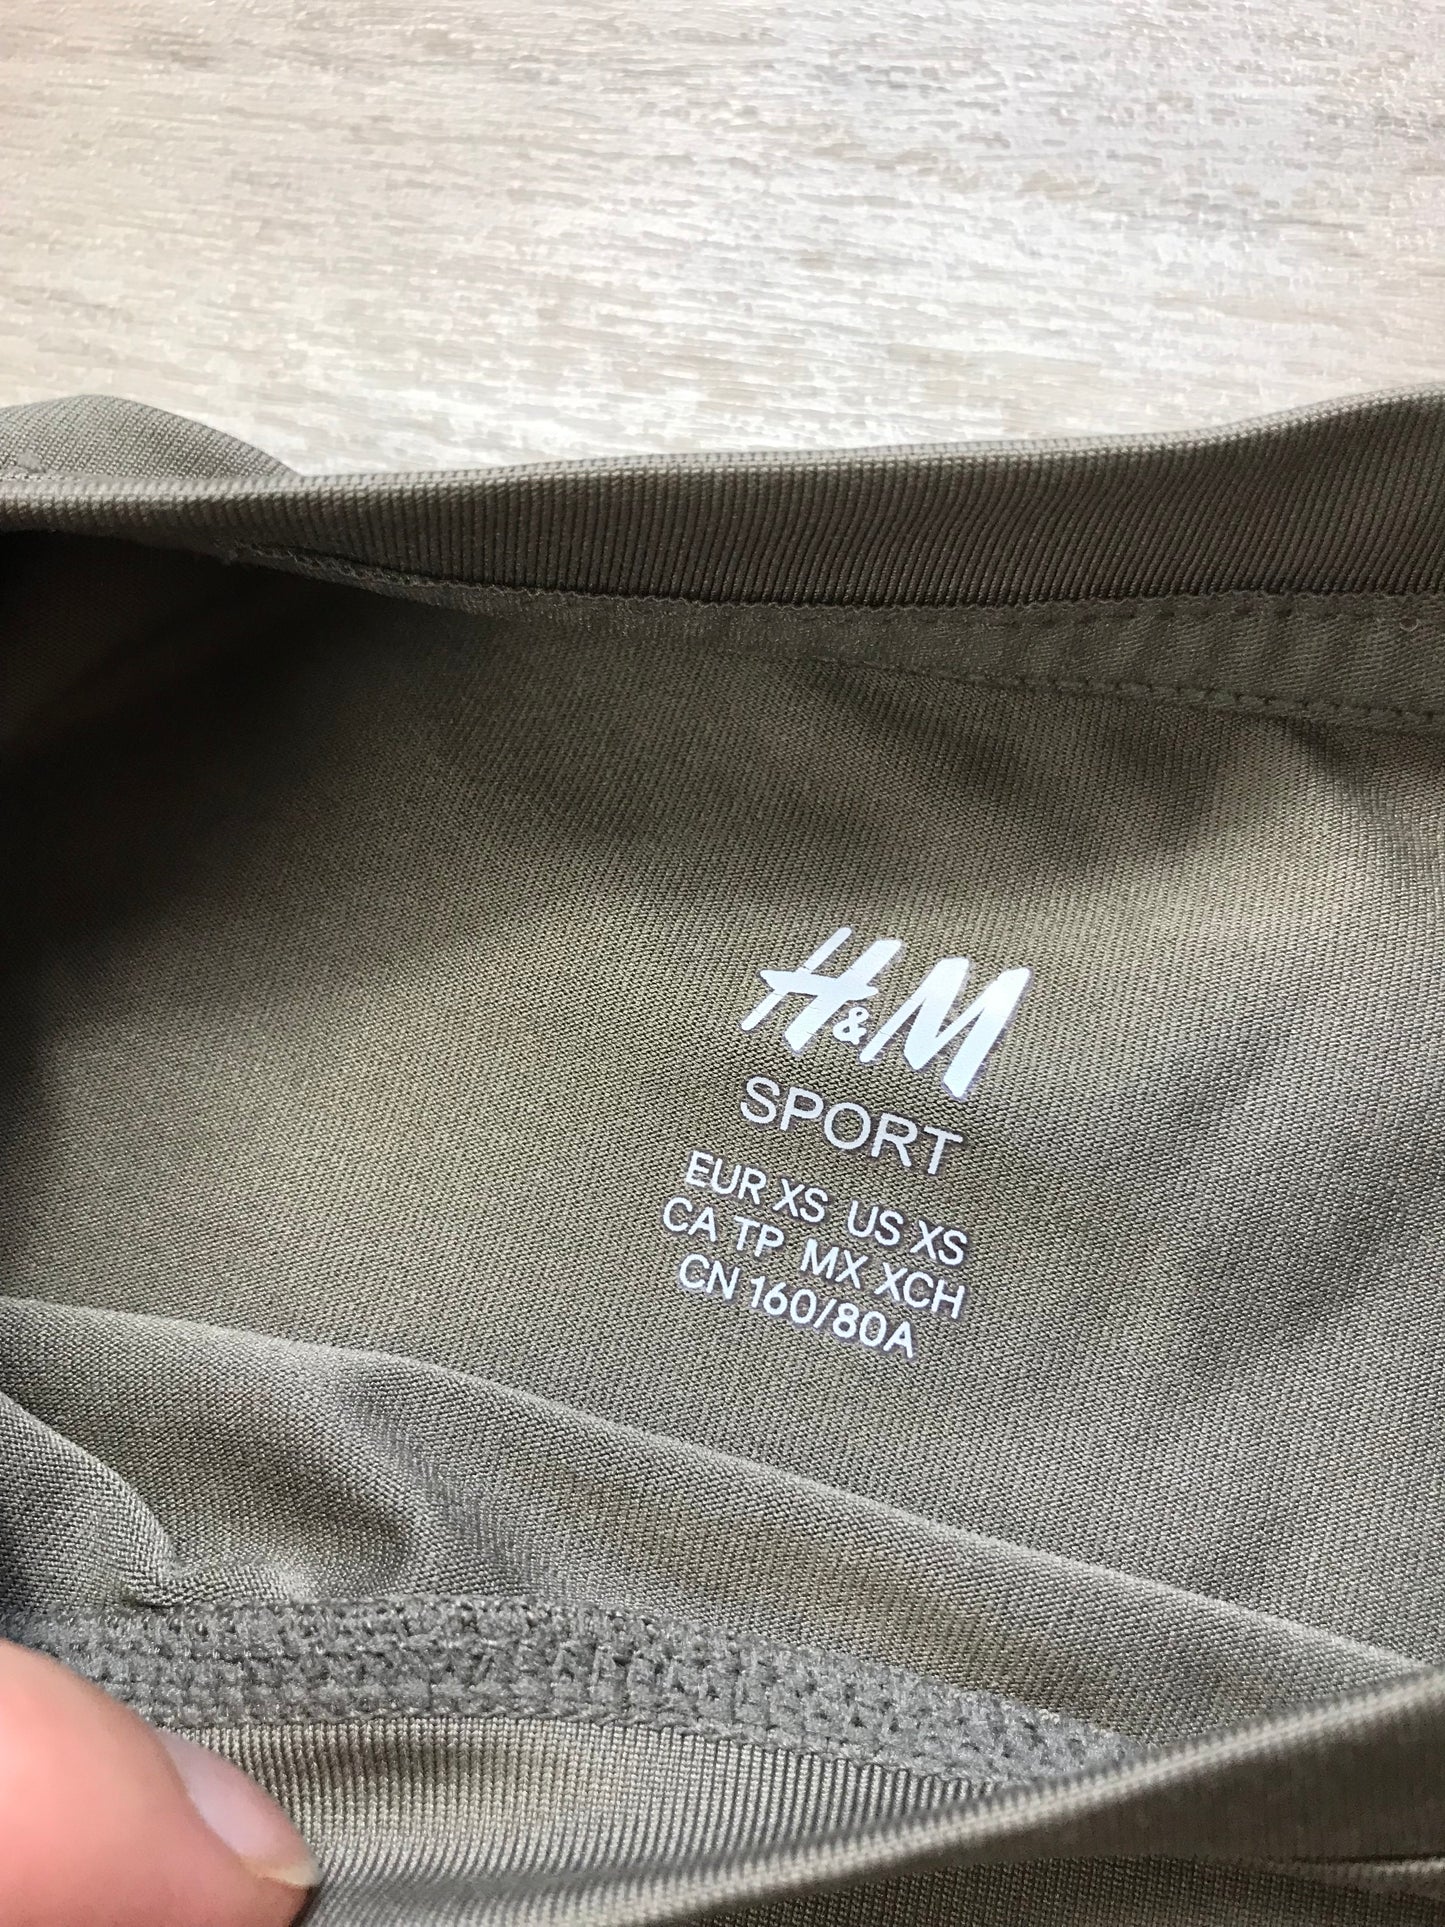 H&M
SPORT
EUR XS US XS
CA TP MX XCH
CN 160/80A